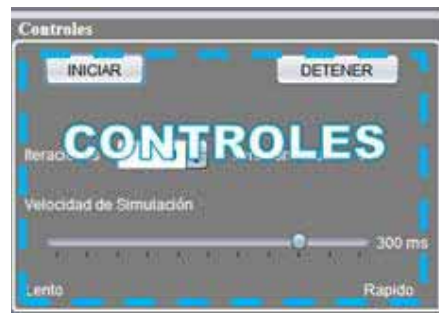 Controles
INICIAR DETENER
CONTROLES
Velocidad de Simulación
300 ms
Lento Rapido